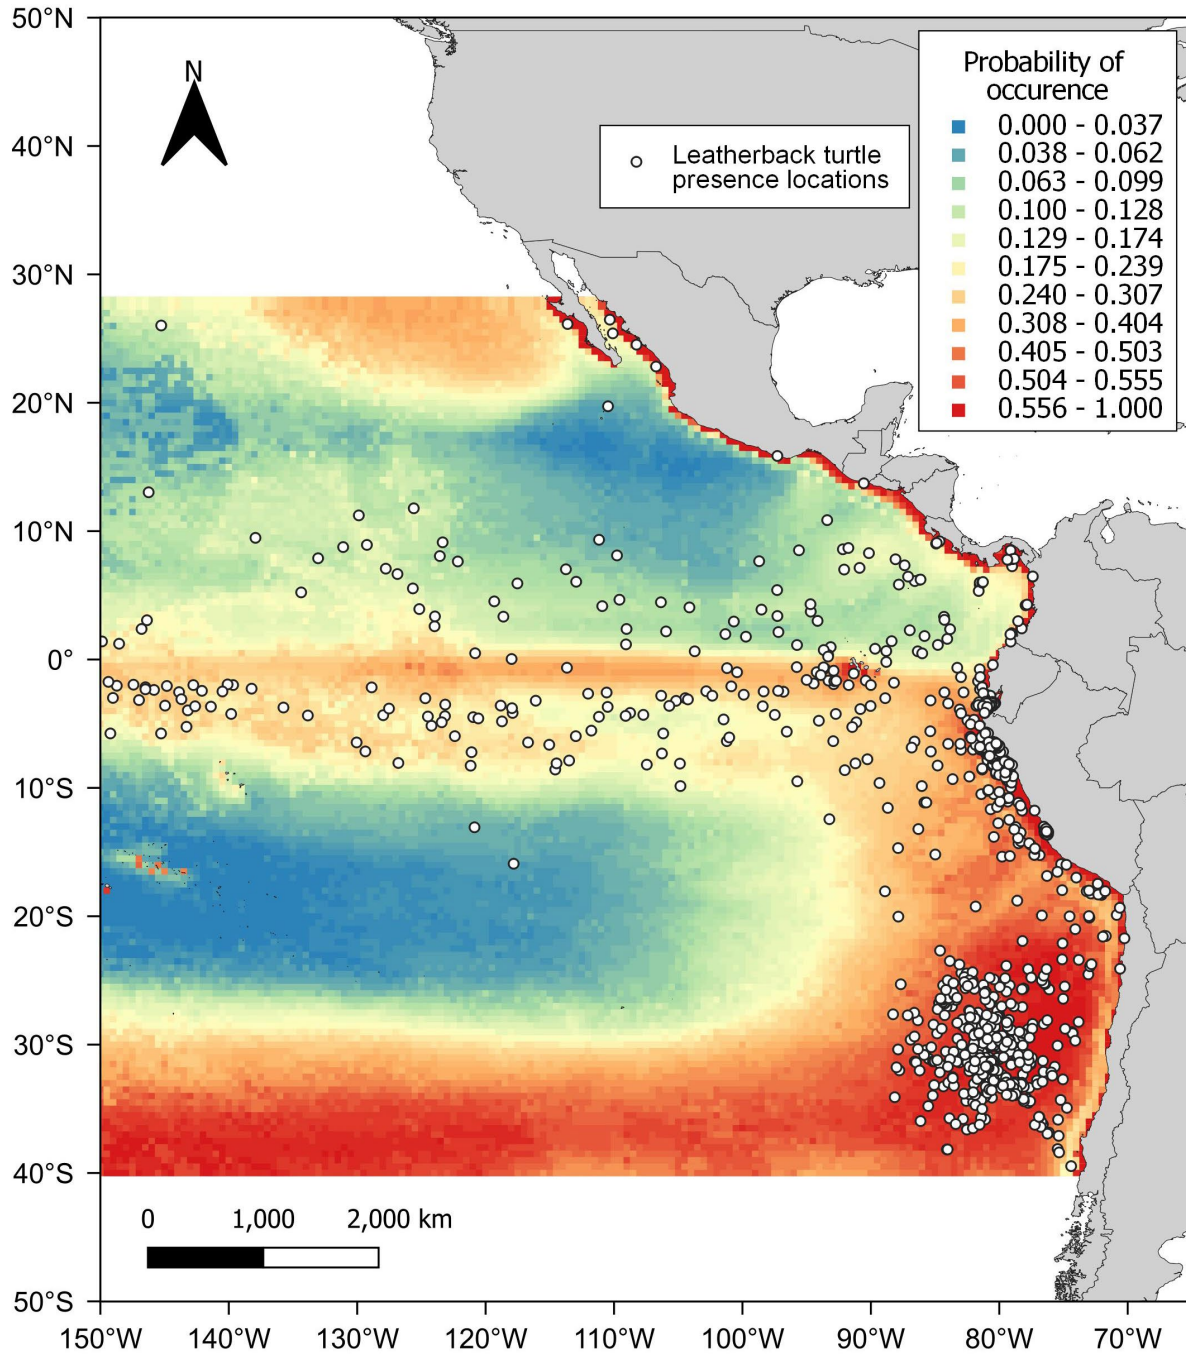 50°N
40°N
30°N
20°N
10°N
0°
10°S
20°S
30°S
40°S
50°S
N
Probability of
occurence
0.000 - 0.037
0.038 - 0.062
0.063 - 0.099
0.100 - 0.128
0.129 - 0.174
0.175 - 0.239
0.240 - 0.307
0.308 - 0.404
0.405 - 0.503
0.504 - 0.555
0.556 - 1.000
Leatherback turtle
presence locations
0 1,000 2,000 km
150°W 140°W 130°W 120°W 110°W 100°W 90°W 80°W 70°W